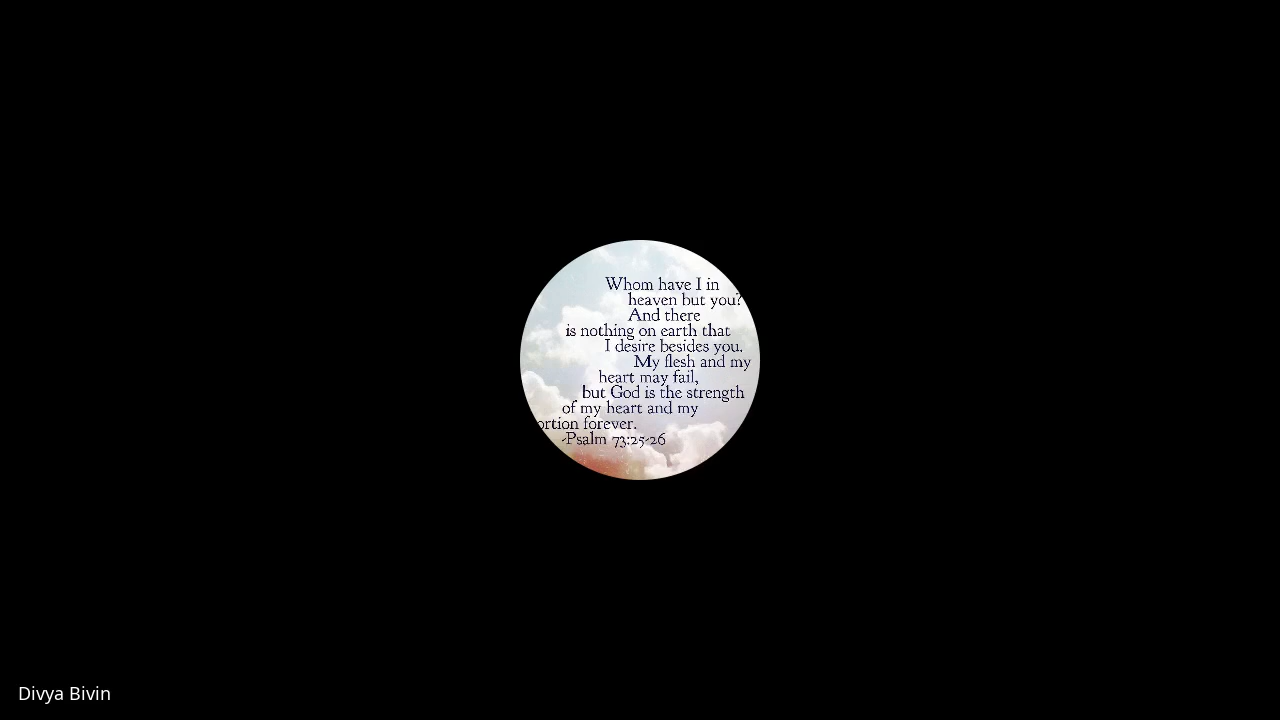 Whom have I in
heaven but you?
And there
is nothing on earth that
I desire besides you.
My flesh and my
heart may fail,
but God is the strength
of my heart and my
ortion forever.
-Psalm 73:25-26
Divya Bivin